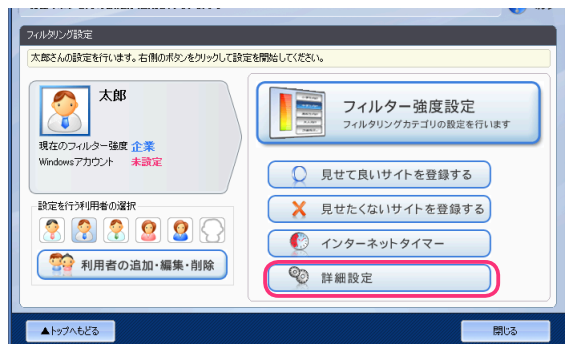 フィルタリング設定
太郎さんの設定を行います。右側のボタンをクリックして設定を開始してください。
太郎
現在のフィルター強度 企業
Windowsアカウント 未設定
設定を行う利用者の選択
利用者の追加・編集・削除
フィルター強度設定
フィルタリングカテゴリの設定を行います
見せて良いサイトを登録する
見せたくないサイトを登録する
インターネットタイマー
詳細設定
▲トップへもどる
閉じる